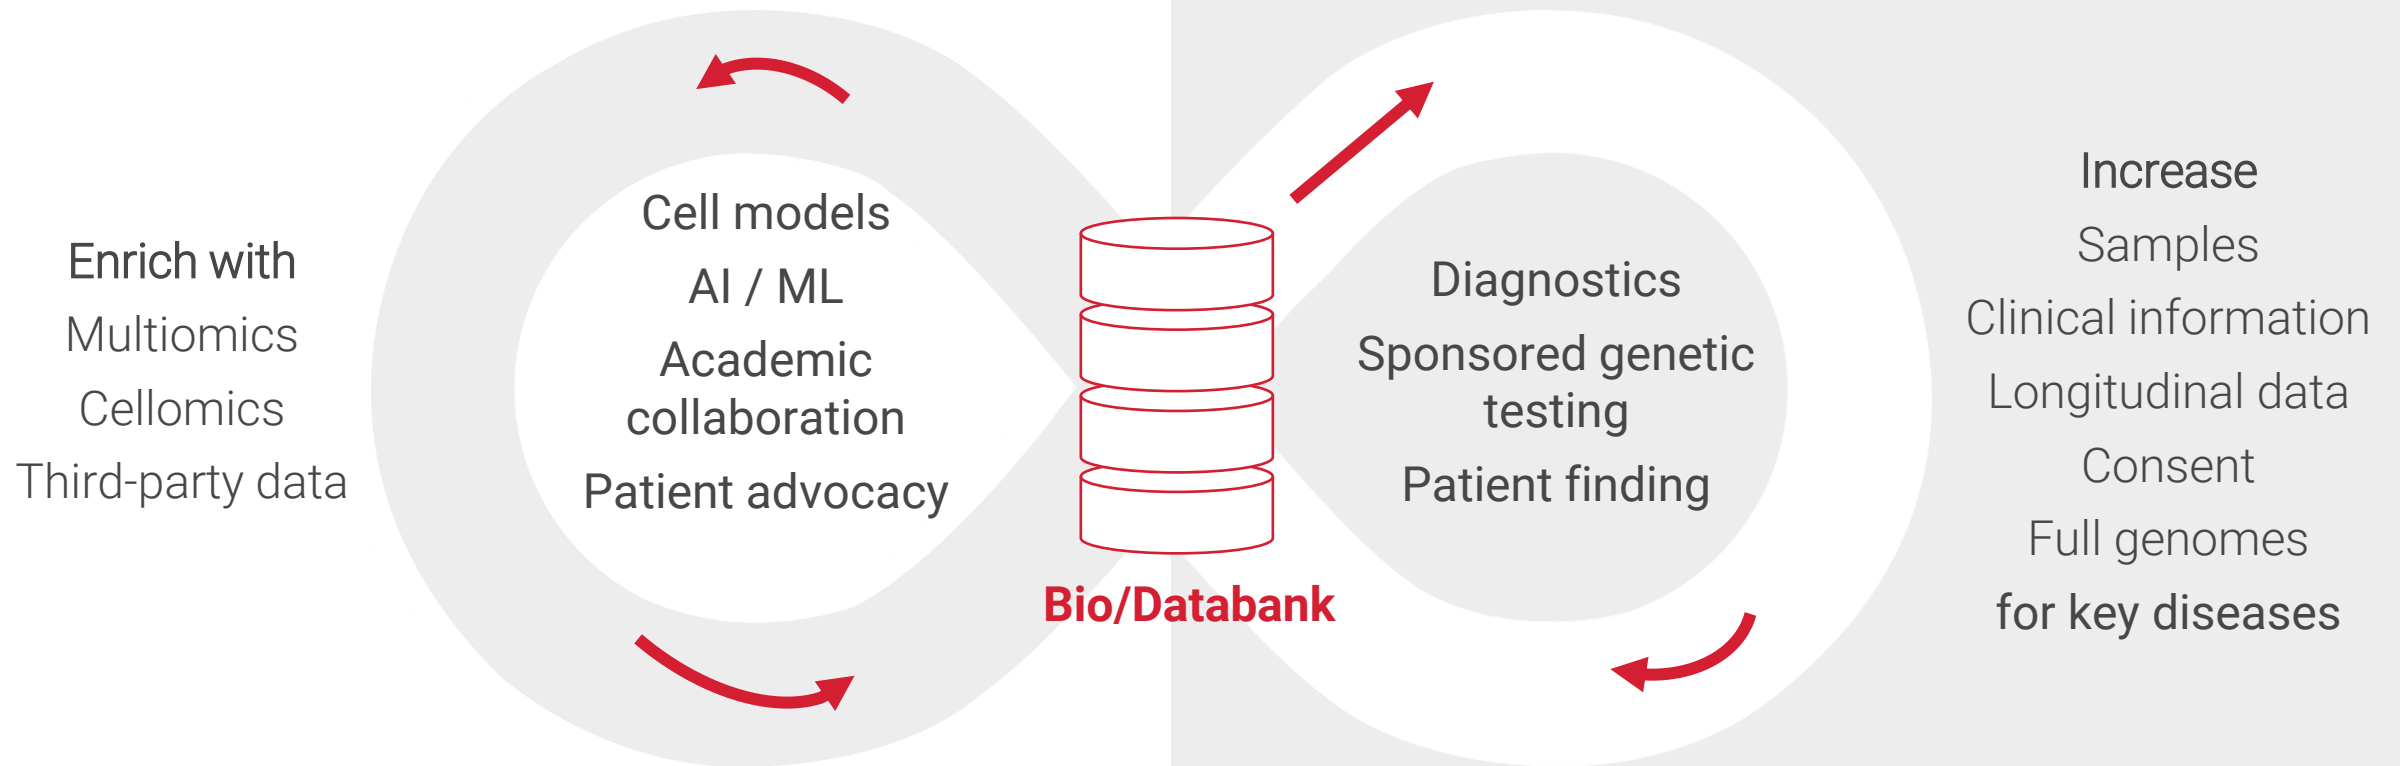 Enrich with
Multiomics
Cellomics
Third-party data
Cell models
AI / ML
Academic
collaboration
Patient advocacy
Bio/Databank
Diagnostics
Sponsored genetic
testing
Patient finding
Increase
Samples
Clinical information
Longitudinal data
Consent
Full genomes
for key diseases